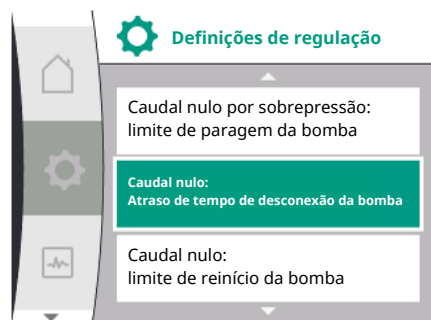 Definições de regulação
Caudal nulo por sobrepressão:
limite de paragem da bomba
Caudal nulo:
Atraso de tempo de desconexão da bomba
Caudal nulo:
limite de reinício da bomba